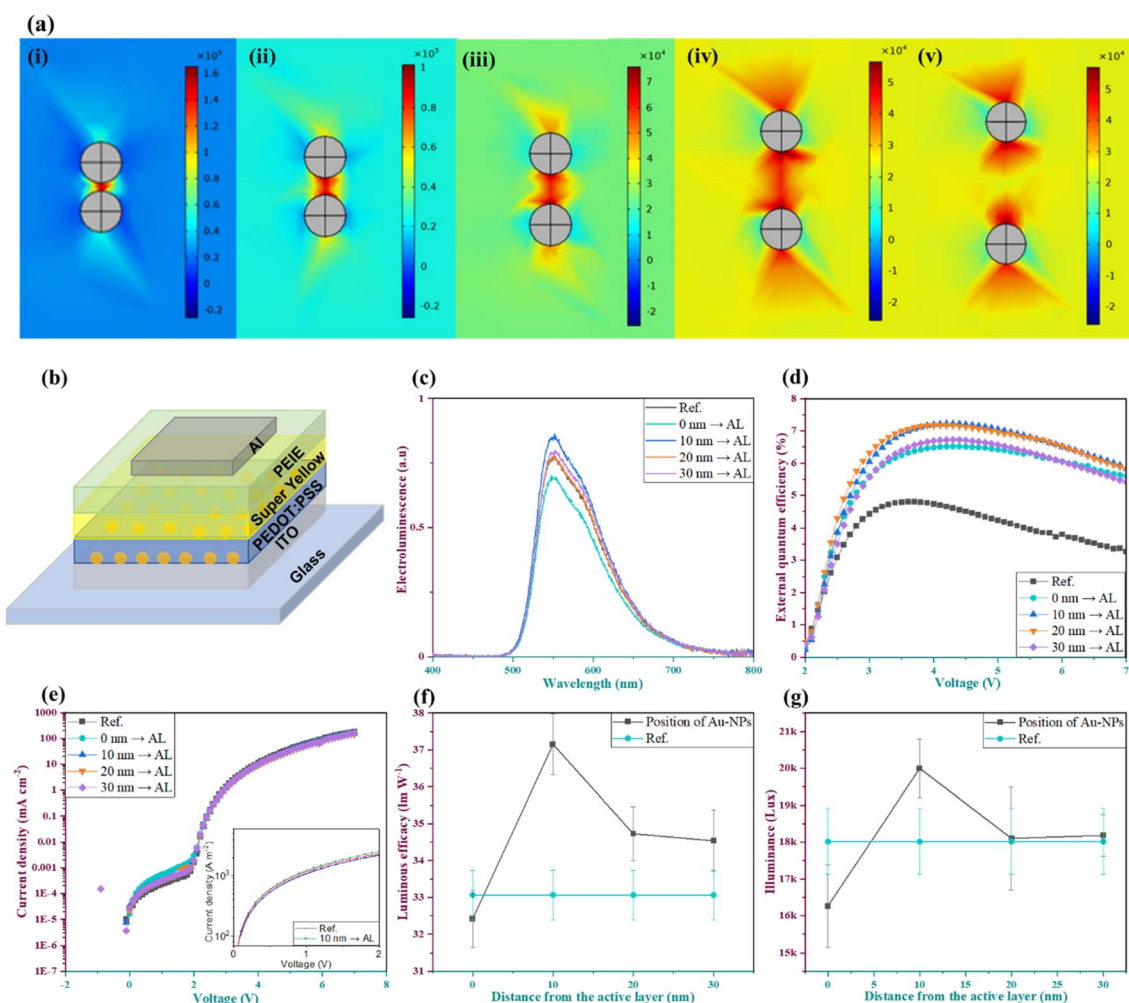 (a)
(i)
×10⁵
1.6
1.4
1.2
1
0.8
0.6
0.4
0.2
0
-0.2
(ii)
×10⁵
1
0.8
0.6
0.4
0.2
0
-0.2
(iii)
×10⁴
7
6
5
4
3
2
1
0
-1
-2
(iv)
×10⁴
5
4
3
2
1
0
-1
-2
(v)
×10⁴
5
4
3
2
1
0
-1
-2
(b)
Al
PEIE
Super Yellow
PEDOT:PSS
ITO
Glass
(c)
Electroluminescence (a.u)
1
0.5
0
400 500 600 700 800
Wavelength (nm)
Ref.
0 nm → AL
10 nm → AL
20 nm → AL
30 nm → AL
(d)
External quantum efficiency (%)
8
7
6
5
4
3
2
1
0
2 3 4 5 6 7
Voltage (V)
Ref.
0 nm → AL
10 nm → AL
20 nm → AL
30 nm → AL
(e)
Current density (mA cm⁻²)
1000
100
10
1
0.1
0.01
0.001
1E-4
1E-5
1E-6
1E-7
-2 0 2 4 6 8
Voltage (V)
Ref.
0 nm → AL
10 nm → AL
20 nm → AL
30 nm → AL
Current density (A m⁻²)
10³
10²
0 1 2
Voltage (V)
Ref.
10 nm → AL
(f)
Luminous efficacy (lm W⁻¹)
38
37
36
35
34
33
32
31
0 10 20 30
Distance from the active layer (nm)
Position of Au-NPs
Ref.
(g)
Illuminance (Lux)
21k
20k
19k
18k
17k
16k
15k
0 5 10 15 20 25 30
Distance from the active layer (nm)
Position of Au-NPs
Ref.